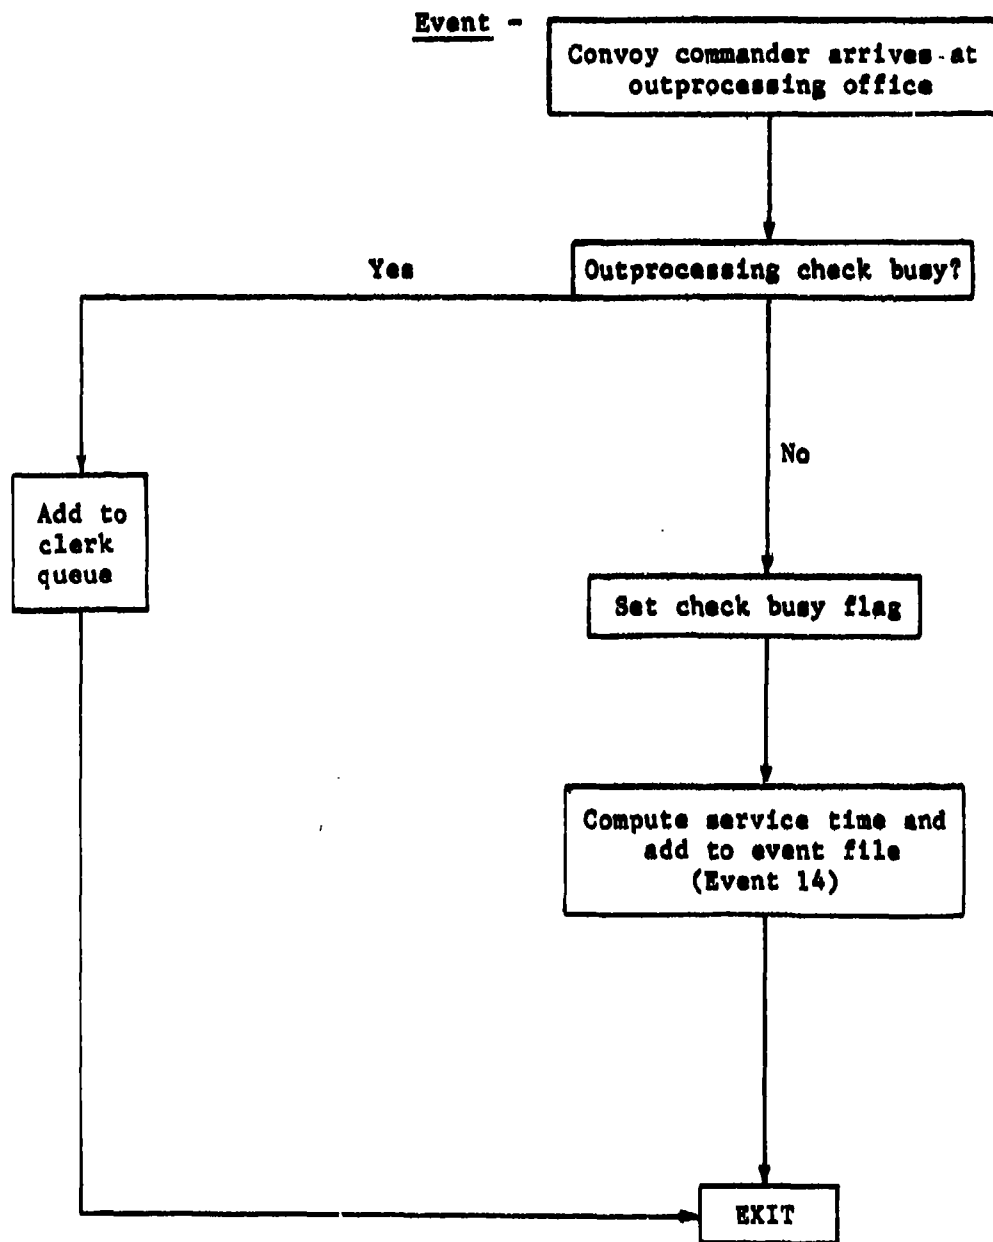 Event -
Convoy commander arrives at
outprocessing office
Outprocessing check busy?
Yes
No
Add to
clerk
queue
Set check busy flag
Compute service time and
add to event file
(Event 14)
EXIT